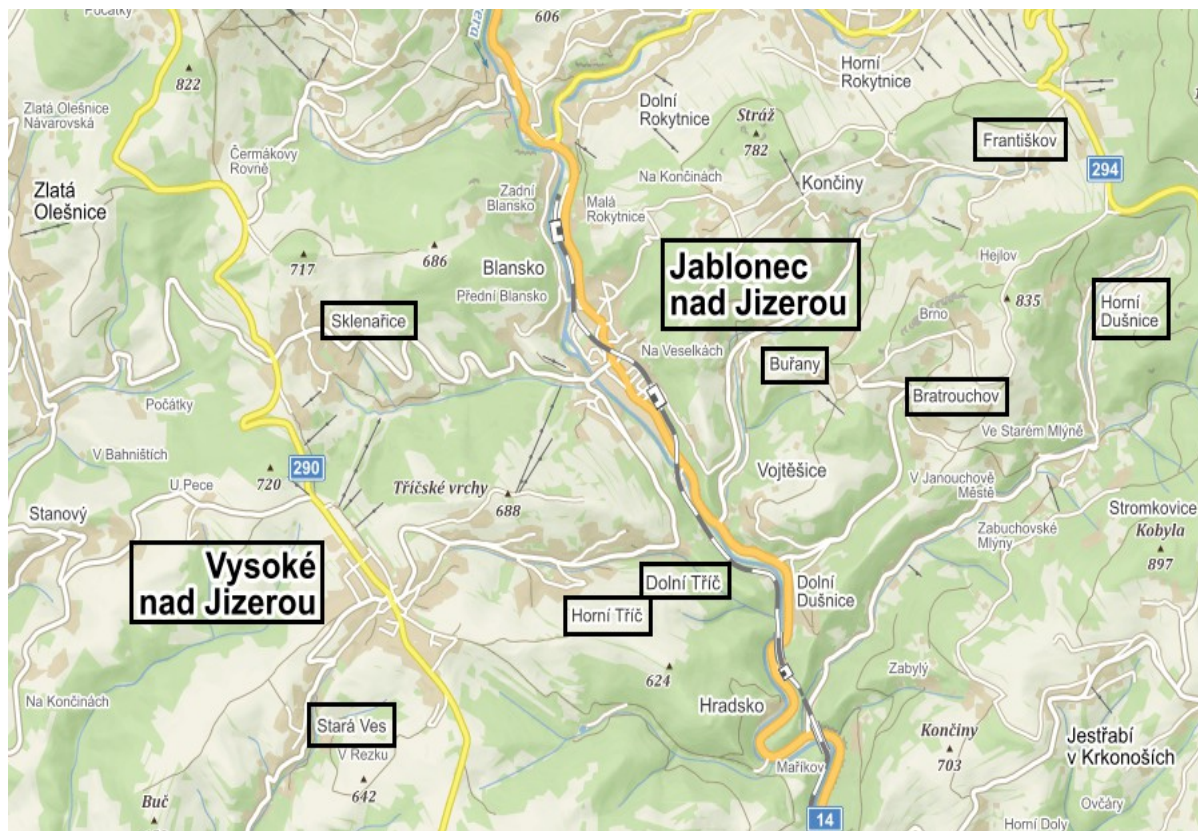 Počátky
606
Jizera
822
Horní
Rokytnice
Dolní
Rokytnice
Stráž
782
Františkov
294
Zlatá Olešnice
Návarovská
Čermákovy
Rovně
Na Končinách
Končiny
Zlatá
Olešnice
Zadní
Blansko
Malá
Rokytnice
717
686
Blansko
Přední Blansko
Jablonec
nad Jizerou
Hejlov
835
Horní
Dušnice
Sklenařice
Brno
Na Veselkách
Buřany
Bratrouchov
Počátky
Ve Starém Mlýně
V Bahništích
290
720
U Pece
Tříčské vrchy
688
Vojtěšice
V Janouchově
Městě
Stanový
Stromkovice
Kobyla
897
Zabuchovské
Mlýny
Vysoké
nad Jizerou
Dolní Tříč
Horní Tříč
Dolní
Dušnice
624
Zabylý
Na Končinách
Hradsko
Stará Ves
V Rezku
Končiny
703
Jestřabí
v Krkonoších
Maříkov
642
Buč
14
Ovčáry
Horní Doly